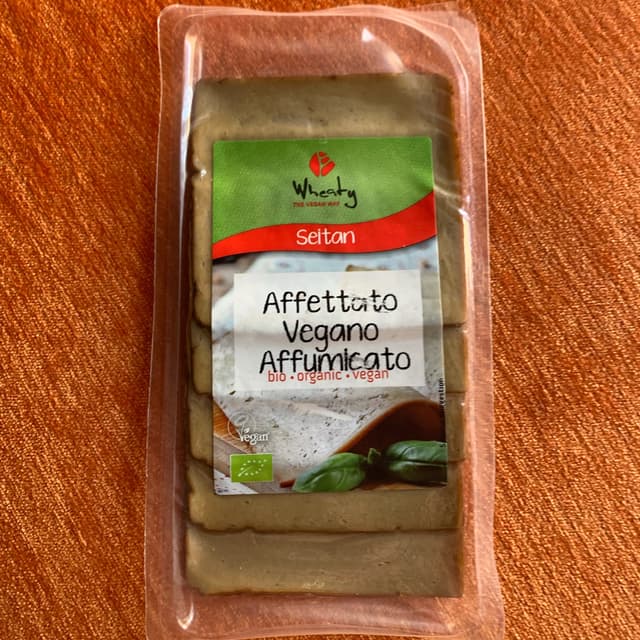 Wheaty
THE VEGAN WAY
Seitan
Affettato
Vegano
Affumicato
bio • organic • vegan
Vegan